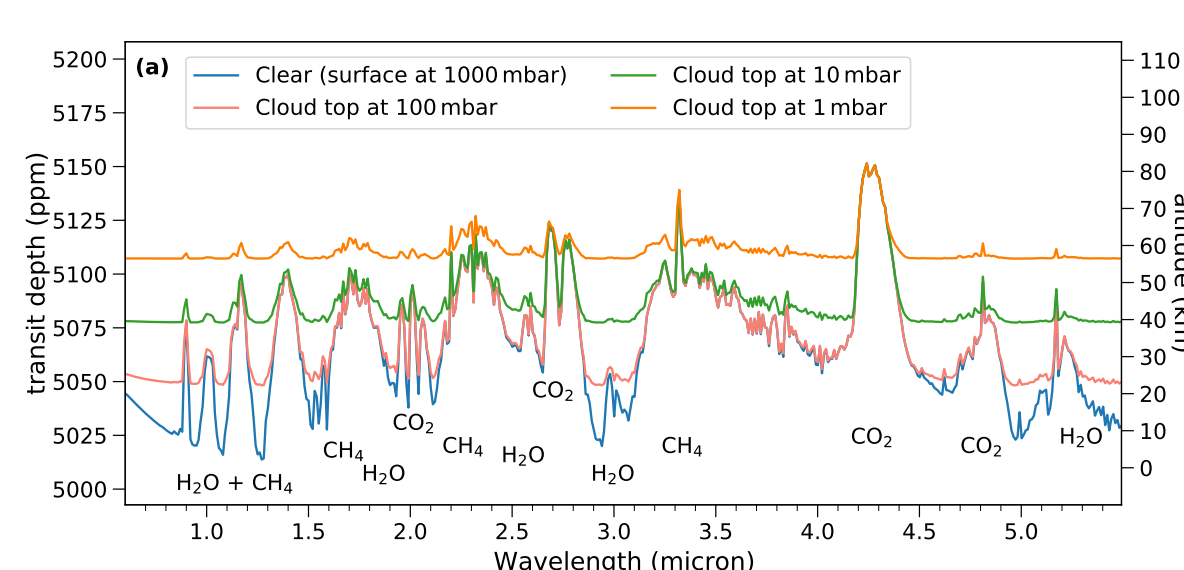 (a)
Clear (surface at 1000 mbar)
Cloud top at 100 mbar
Cloud top at 10 mbar
Cloud top at 1 mbar
transit depth (ppm)
5200
5175
5150
5125
5100
5075
5050
5025
5000
110
100
90
80
70
60
50
40
30
20
10
0
altitude (km)
H₂O + CH₄
CH₄
H₂O
CO₂
CH₄
H₂O
CO₂
H₂O
CH₄
CO₂
CO₂
H₂O
1.0 1.5 2.0 2.5 3.0 3.5 4.0 4.5 5.0
Wavelength (micron)